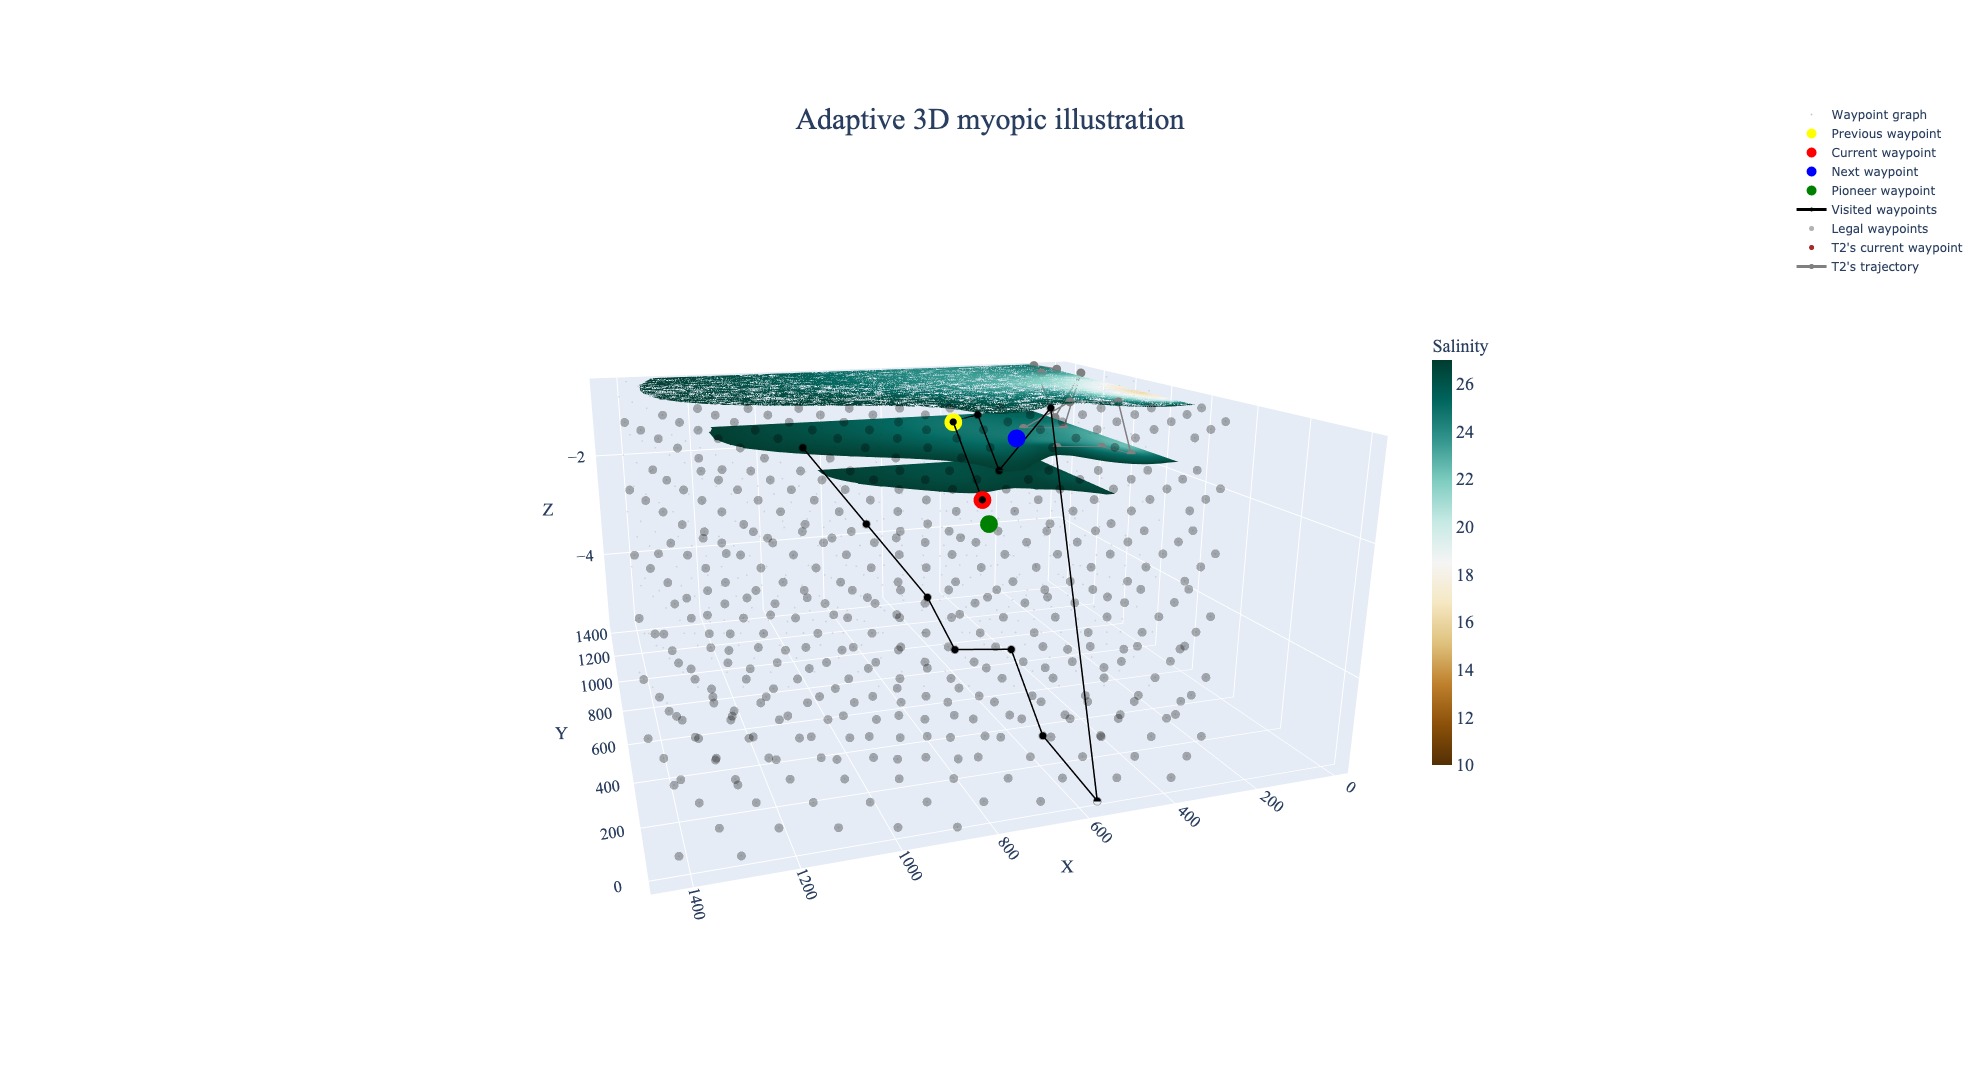 Adaptive 3D myopic illustration
Waypoint graph
Previous waypoint
Current waypoint
Next waypoint
Pioneer waypoint
Visited waypoints
Legal waypoints
T2's current waypoint
T2's trajectory
Salinity
26
24
22
20
18
16
14
12
10
−2
Z
−4
1400
1200
1000
800
Y
600
400
200
0
1400
1200
1000
800
600
400
200
0
X